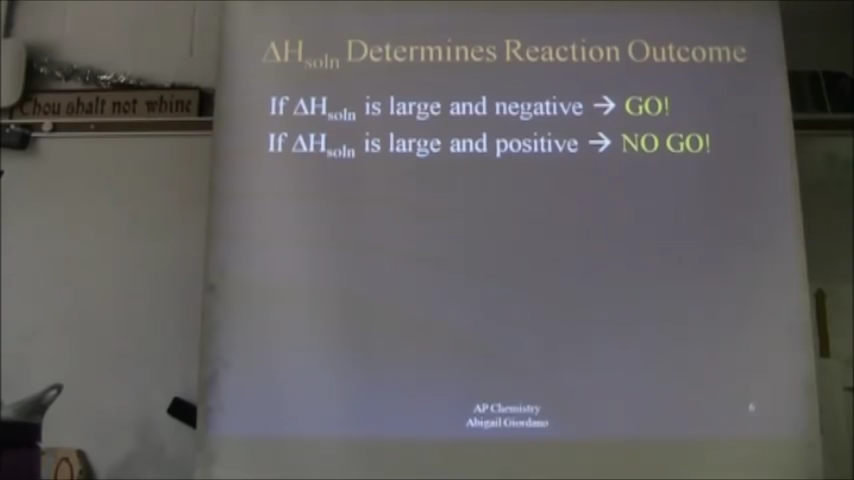 ΔHsoln Determines Reaction Outcome
Thou shalt not whine
If ΔHsoln is large and negative → GO!
If ΔHsoln is large and positive → NO GO!
AP Chemistry
Abigail Giordano
6